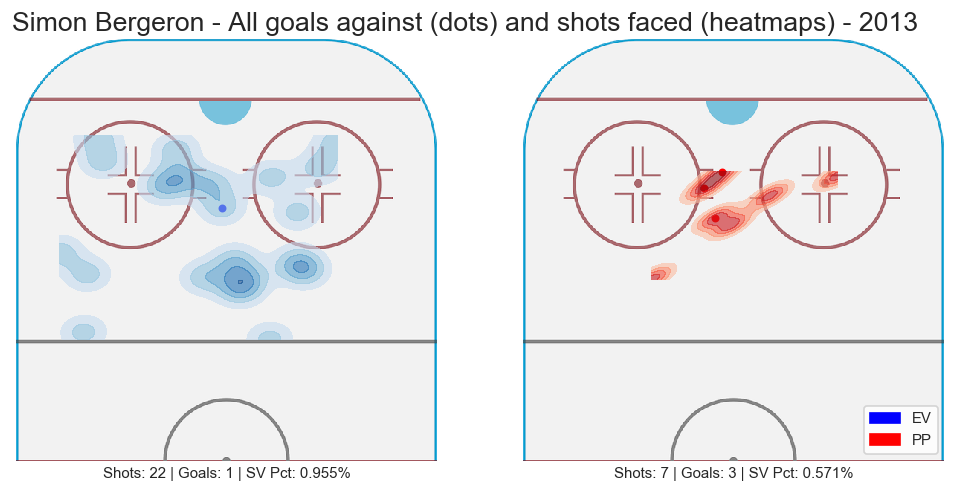 Simon Bergeron - All goals against (dots) and shots faced (heatmaps) - 2013
EV
PP
Shots: 22 | Goals: 1 | SV Pct: 0.955%
Shots: 7 | Goals: 3 | SV Pct: 0.571%